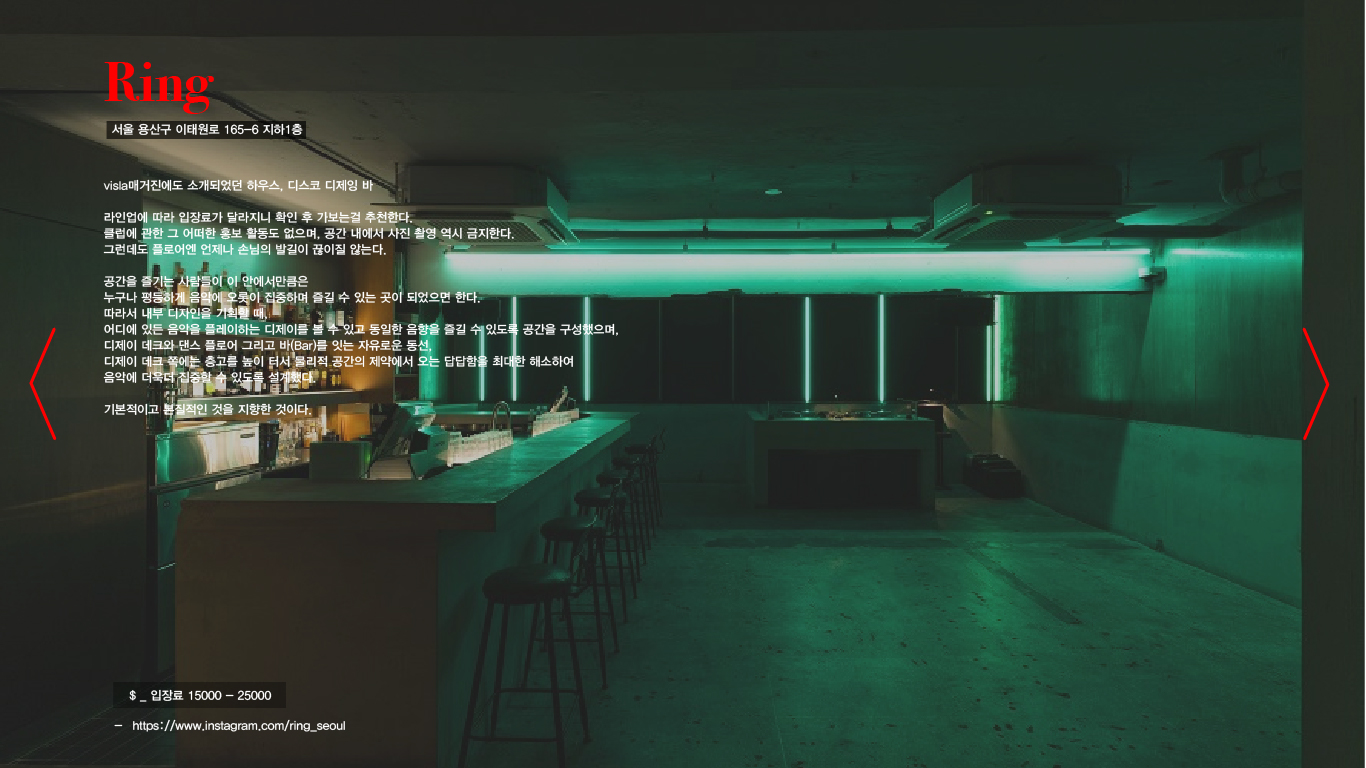 Ring
서울 용산구 이태원로 165-6 지하1층
visla매거진에도 소개되었던 하우스, 디스코 디제잉 바
라인업에 따라 입장료가 달라지니 확인 후 가보는걸 추천한다.
클럽에 관한 그 어떠한 홍보 활동도 없으며, 공간 내에서 사진 촬영 역시 금지한다.
그런데도 플로어엔 언제나 손님의 발길이 끊이질 않는다.
공간을 즐기는 사람들이 이 안에서만큼은
누구나 평등하게 음악에 오롯이 집중하며 즐길 수 있는 곳이 되었으면 한다.
따라서 내부 디자인을 기획할 때,
어디에 있든 음악을 플레이하는 디제이를 볼 수 있고 동일한 음향을 즐길 수 있도록 공간을 구성했으며,
디제이 데크와 댄스 플로어 그리고 바(Bar)를 잇는 자유로운 동선,
디제이 데크 쪽에는 층고를 높이 터서 물리적 공간의 제약에서 오는 답답함을 최대한 해소하여
음악에 더욱더 집중할 수 있도록 설계했다.
기본적이고 본질적인 것을 지향한 것이다.
$ _ 입장료 15000 - 25000
- https://www.instagram.com/ring_seoul